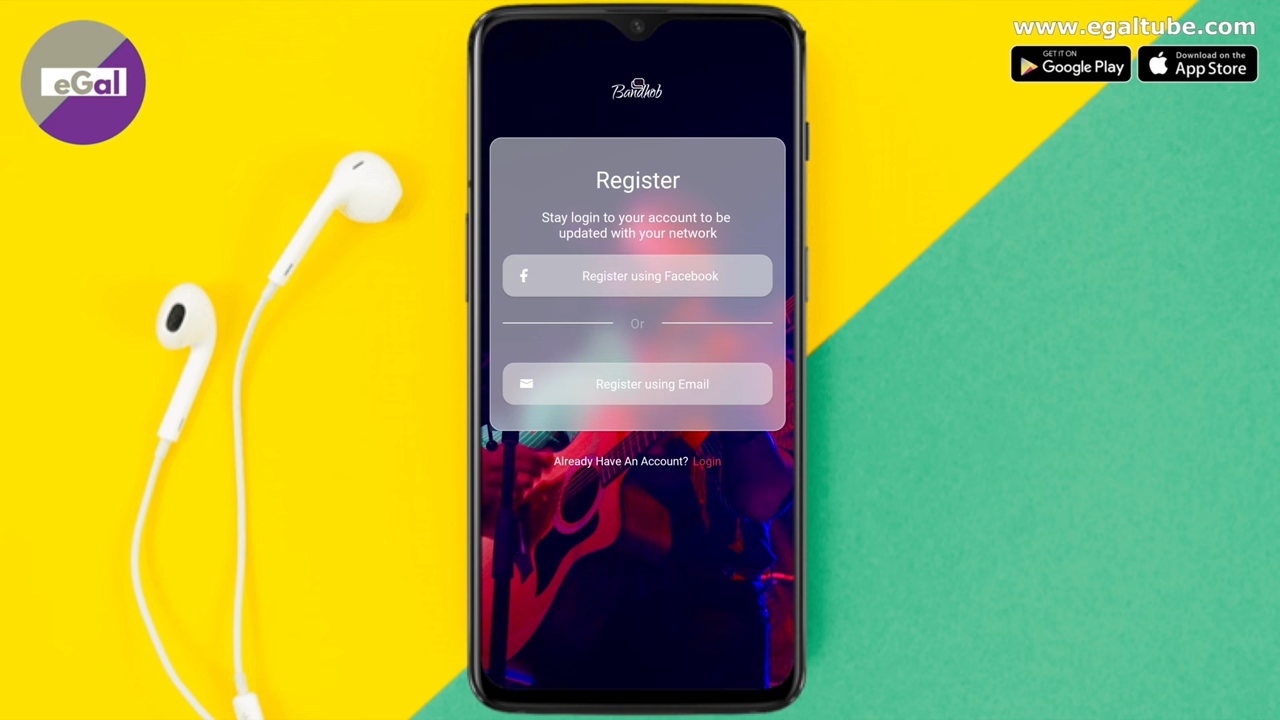 eGal
www.egaltube.com
GET IT ON
Google Play
Download on the
App Store
Bandhob
Register
Stay login to your account to be
updated with your network
f
Register using Facebook
Or
Register using Email
Already Have An Account? Login